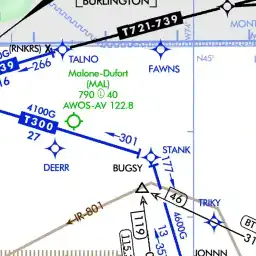 BURLINGTON
T721-739
MONT
(RNKRS) X
TALNO
FAWNS
266
39
16
N45°
Malone-Dufort
(MAL)
790 40
AWOS-AV 122.8
4100G
T300
27
301
DEERR
STANK
BUGSY
177
46
IR-801
4600G
TRIKY
BT
119
13
35
31
JONNN